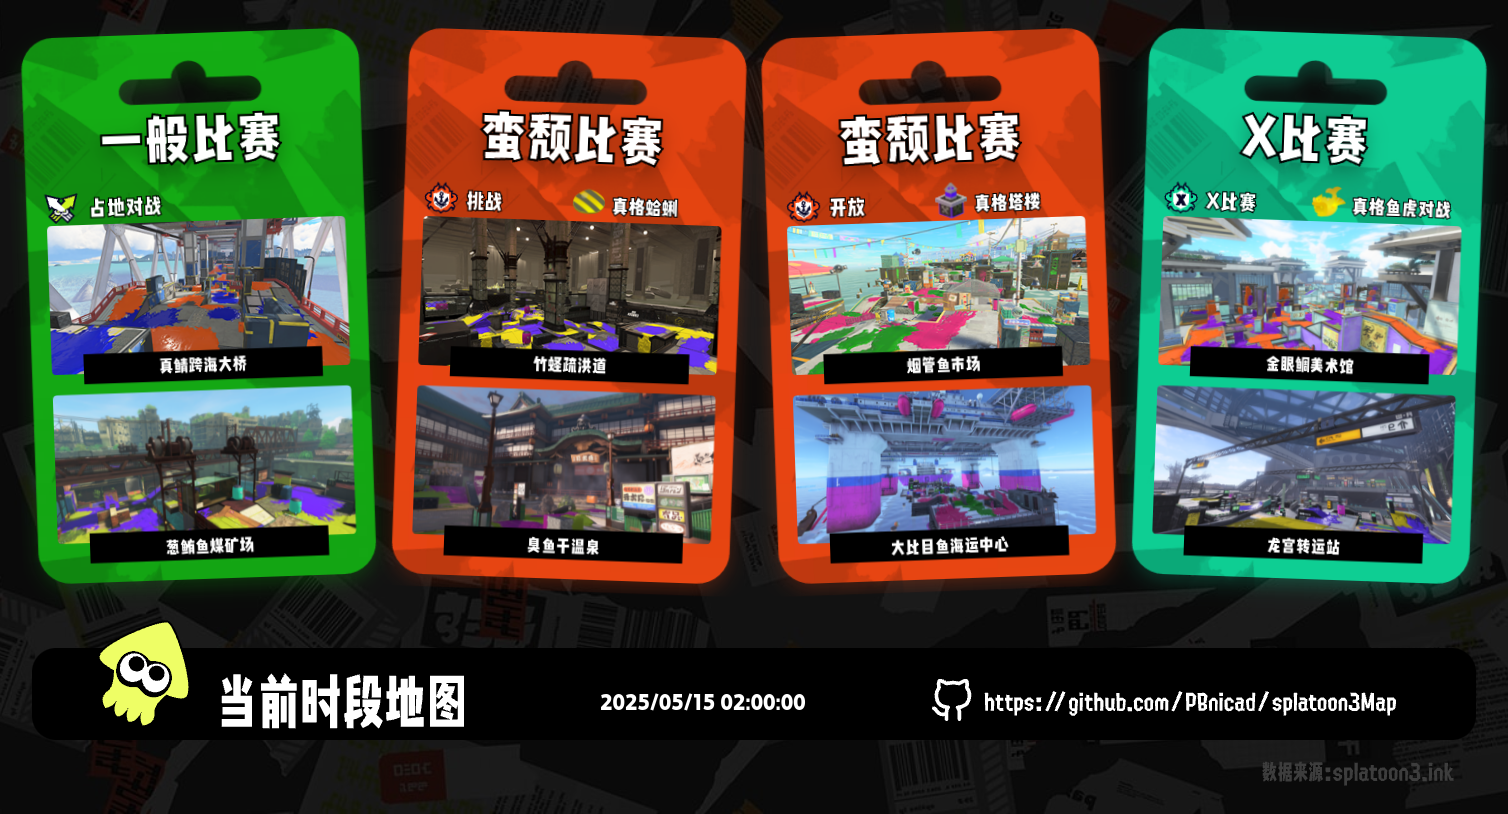 一般比赛
占地对战
真鲭跨海大桥
葱鲔鱼煤矿场
蛮颓比赛
挑战
真格蛤蜊
竹蛏疏洪道
臭鱼干温泉
蛮颓比赛
开放
真格塔楼
烟管鱼市场
大比目鱼海运中心
X比赛
X比赛
真格鱼虎对战
金眼鲷美术馆
龙宫转运站
当前时段地图
2025/05/15 02:00:00
https://github.com/PBnicad/splatoon3Map
数据来源:splatoon3.ink